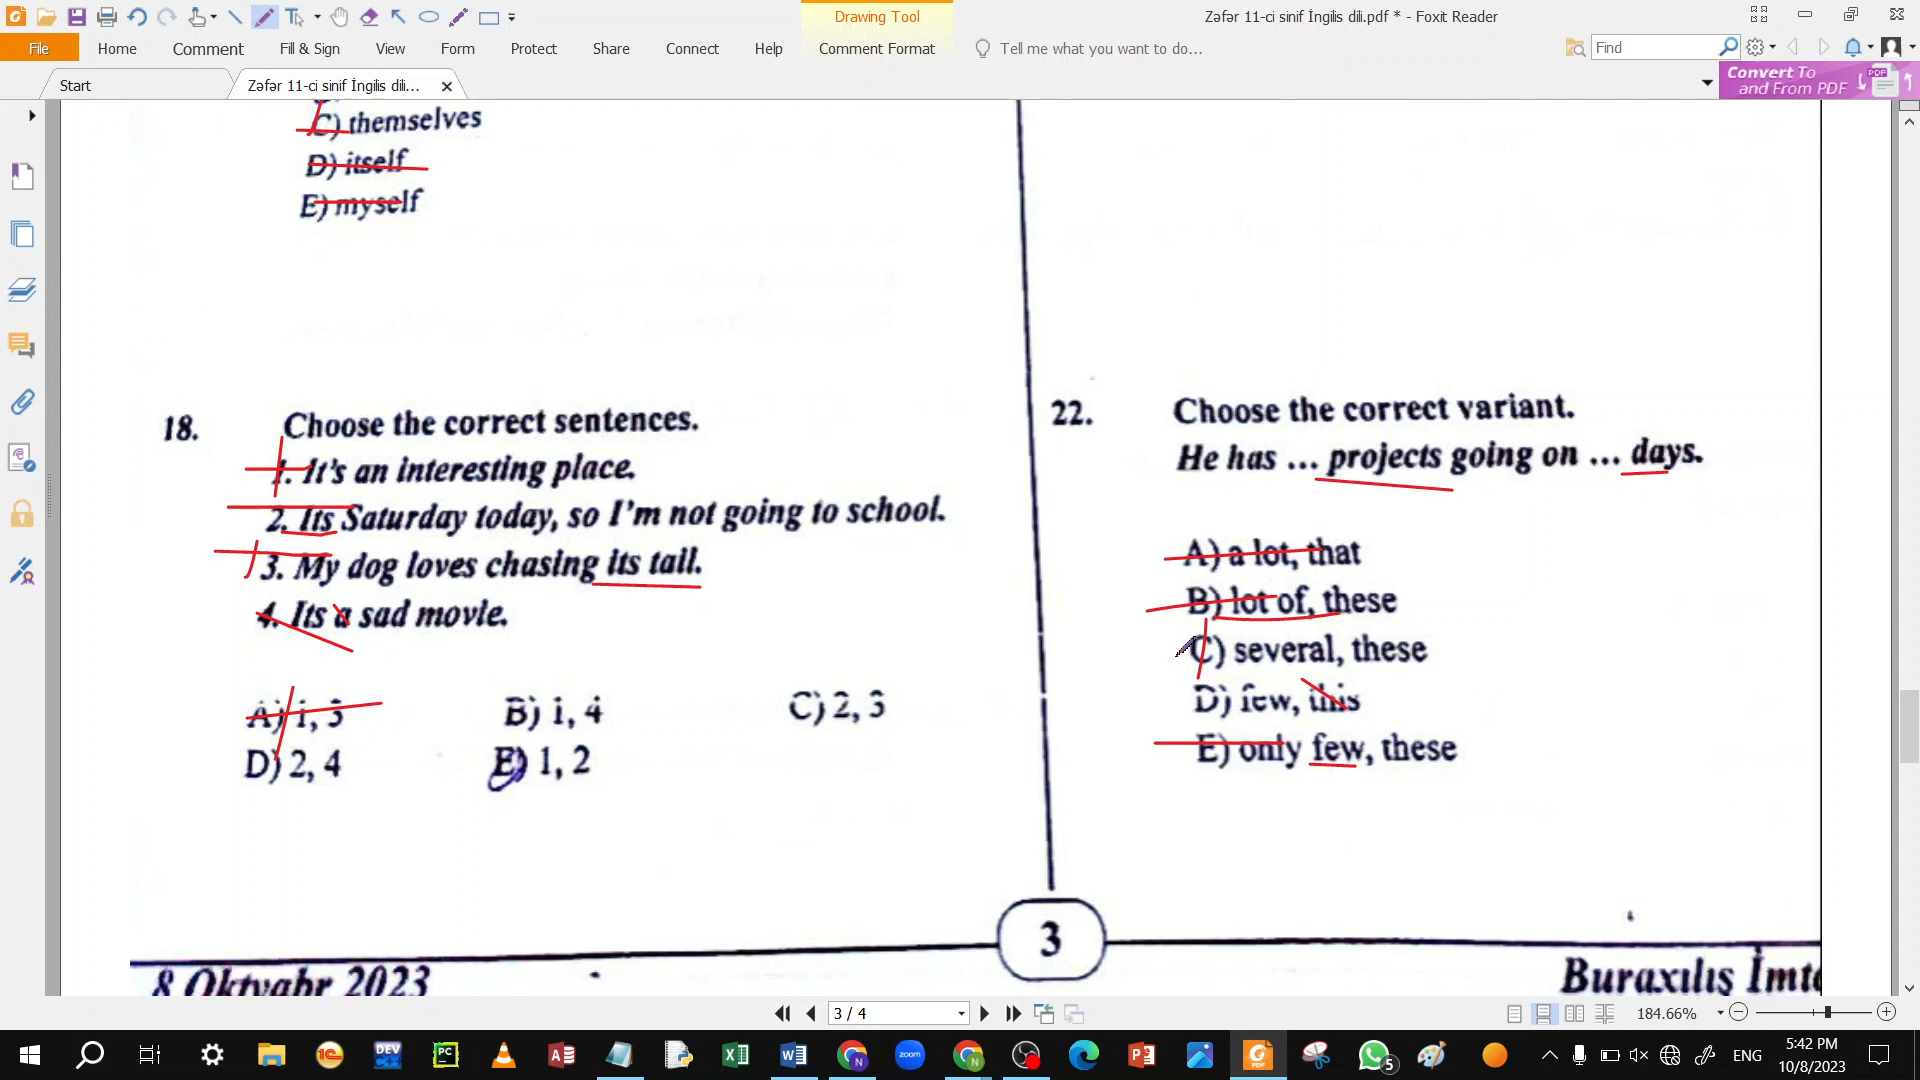 Drawing Tool
Zəfər 11-ci sinif İngilis dili.pdf * - Foxit Reader
File
Home
Comment
Fill & Sign
View
Form
Protect
Share
Connect
Help
Comment Format
Tell me what you want to do...
Find
Start
Zəfər 11-ci sinif İngilis dili....
Convert To
and From PDF
PDF
C) themselves
D) itself
E) myself
18. Choose the correct sentences.
1. It's an interesting place.
2. Its Saturday today, so I'm not going to school.
3. My dog loves chasing its tail.
4. Its a sad movie.
A) 1, 3 B) 1, 4 C) 2, 3
D) 2, 4 E) 1, 2
22. Choose the correct variant.
He has ... projects going on ... days.
A) a lot, that
B) lot of, these
C) several, these
D) few, this
E) only few, these
3
8 Oktyabr 2023
Buraxılış İmt
3 / 4
184.66%
DEV
PC
zoom
5
PDF
ENG
5:42 PM
10/8/2023